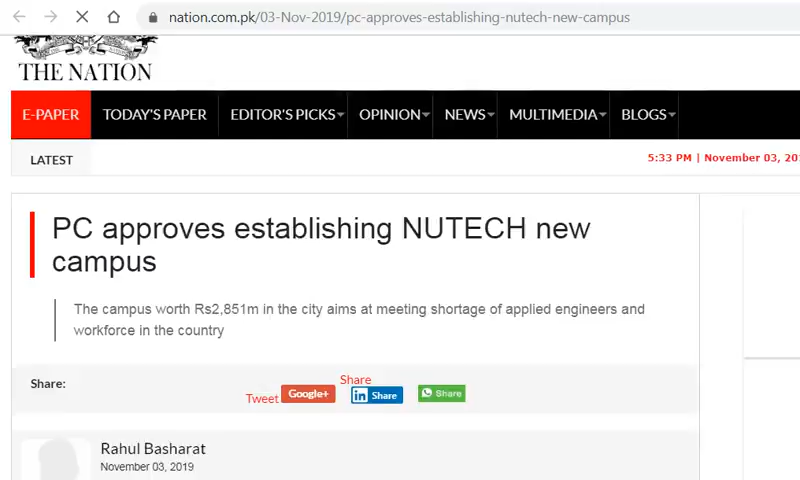 nation.com.pk/03-Nov-2019/pc-approves-establishing-nutech-new-campus
THE NATION
E-PAPER TODAY'S PAPER EDITOR'S PICKS OPINION NEWS MULTIMEDIA BLOGS
LATEST 5:33 PM | November 03, 201
PC approves establishing NUTECH new
campus
The campus worth Rs2,851m in the city aims at meeting shortage of applied engineers and
workforce in the country
Share:
Tweet Google+ Share in Share Share
Rahul Basharat
November 03, 2019